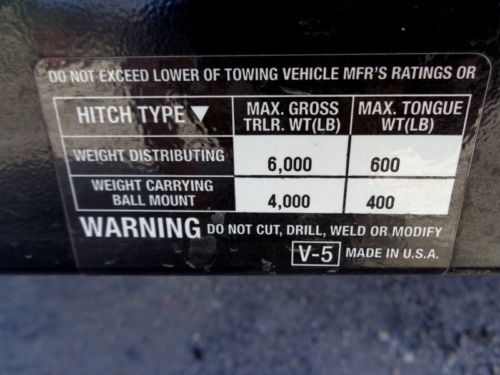 DO NOT EXCEED LOWER OF TOWING VEHICLE MFR'S RATINGS OR
HITCH TYPE ▼ MAX. GROSS TRLR. WT(LB) MAX. TONGUE WT(LB)
WEIGHT DISTRIBUTING 6,000 600
WEIGHT CARRYING BALL MOUNT 4,000 400
WARNING DO NOT CUT, DRILL, WELD OR MODIFY
V-5 MADE IN U.S.A.